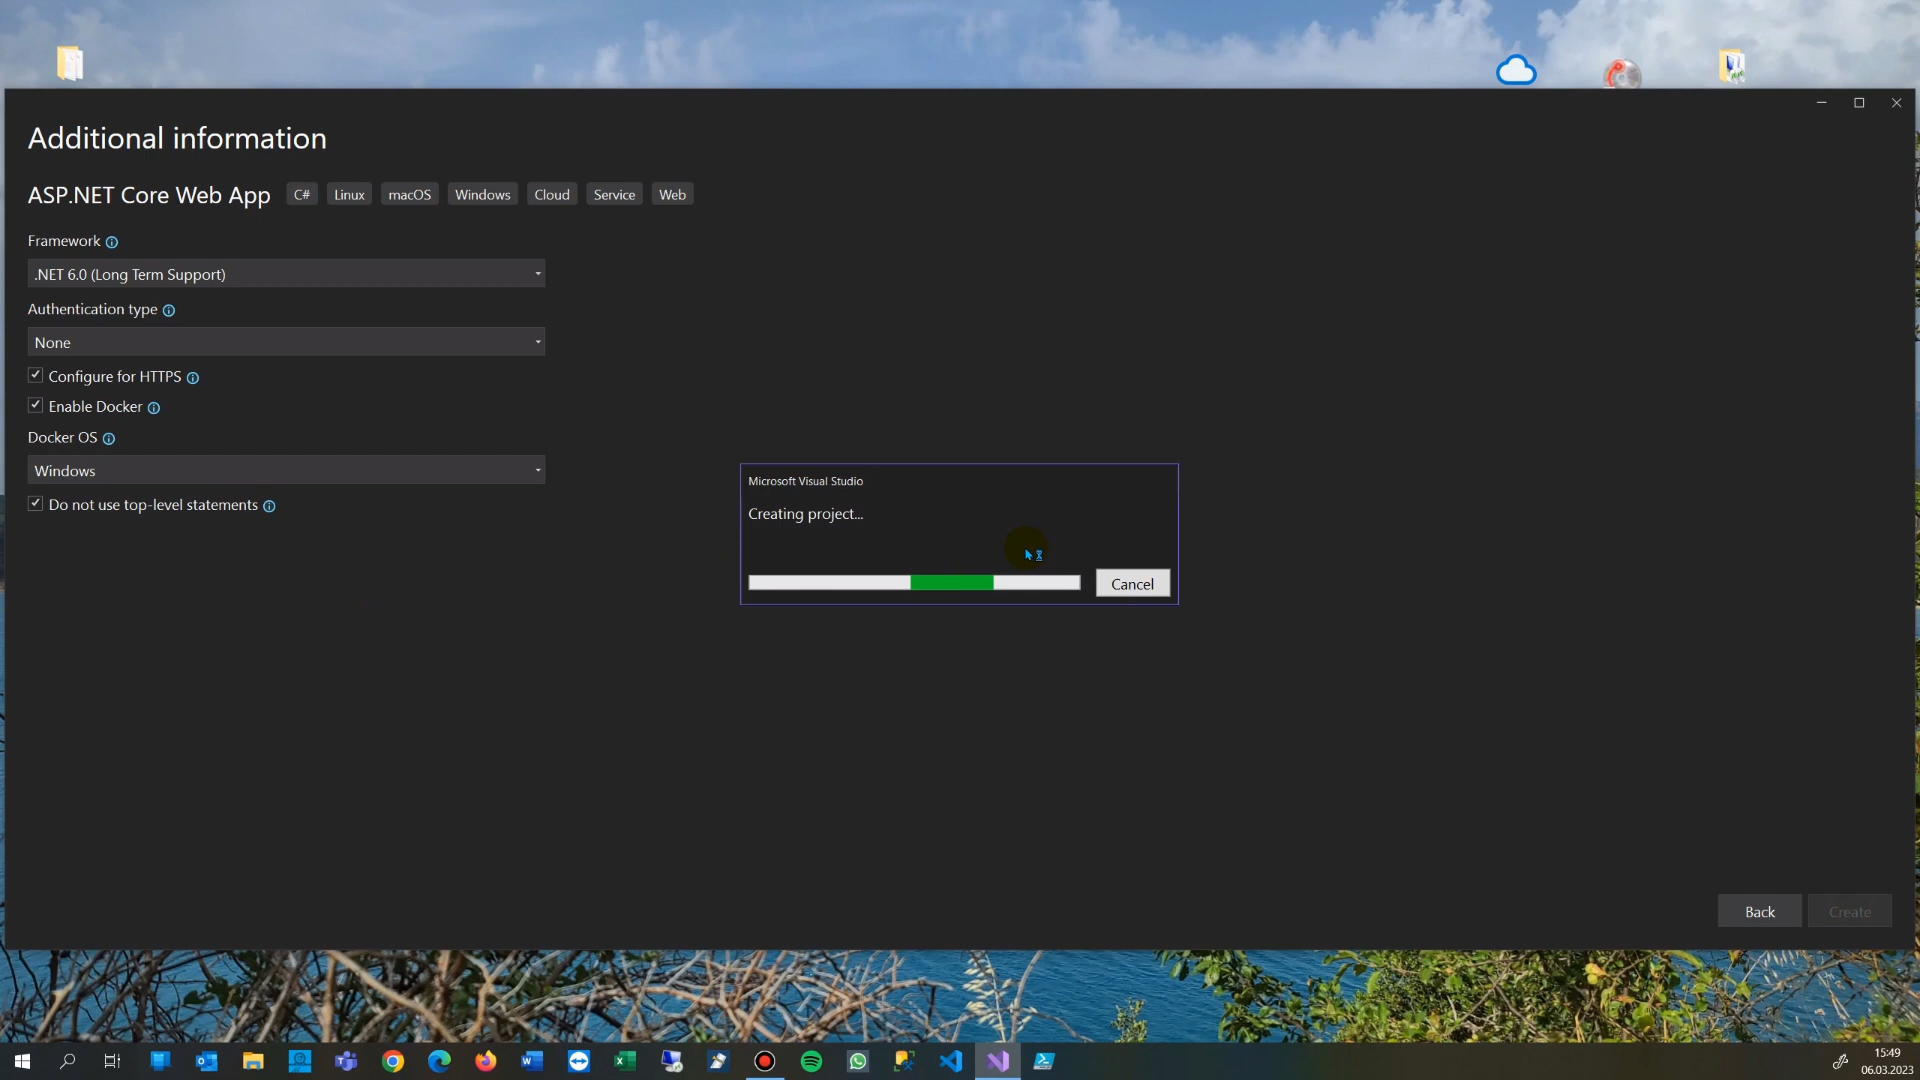 Additional information
ASP.NET Core Web App C# Linux macOS Windows Cloud Service Web
Framework
.NET 6.0 (Long Term Support)
Authentication type
None
Configure for HTTPS
Enable Docker
Docker OS
Windows
Do not use top-level statements
Microsoft Visual Studio
Creating project...
Cancel
Back Create
15:49
06.03.2023